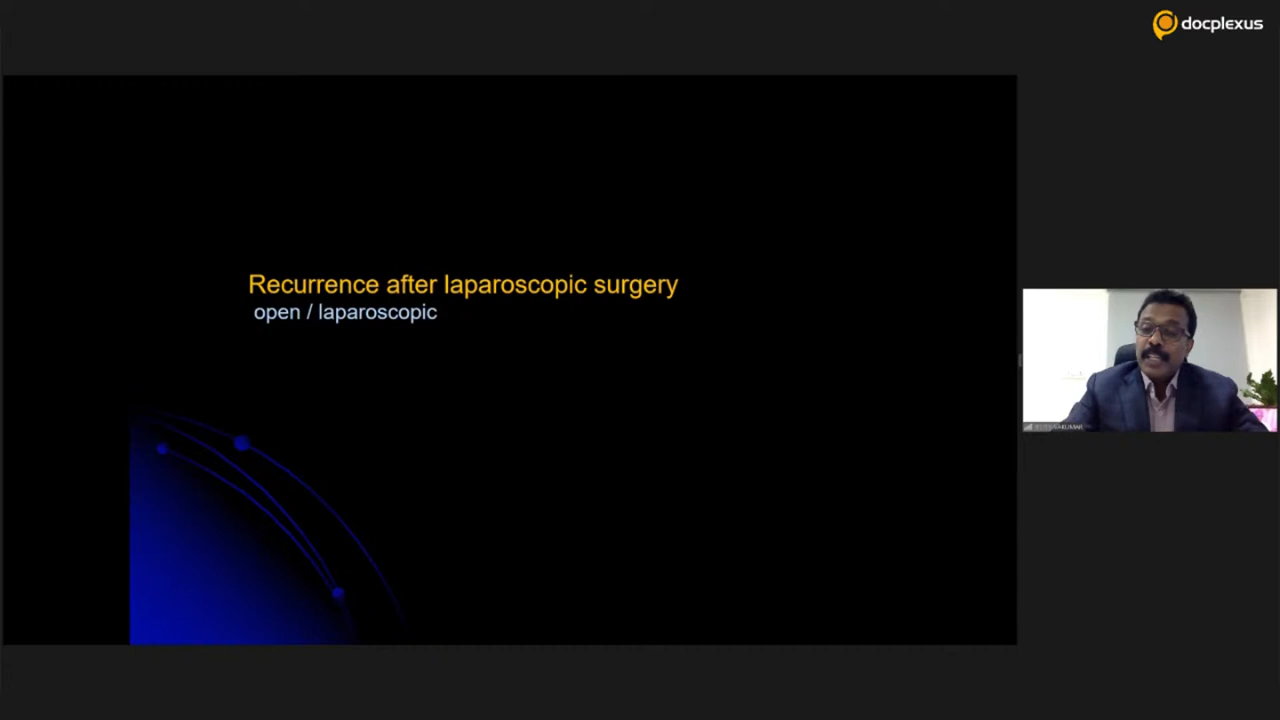 docplexus
Recurrence after laparoscopic surgery
open / laparoscopic